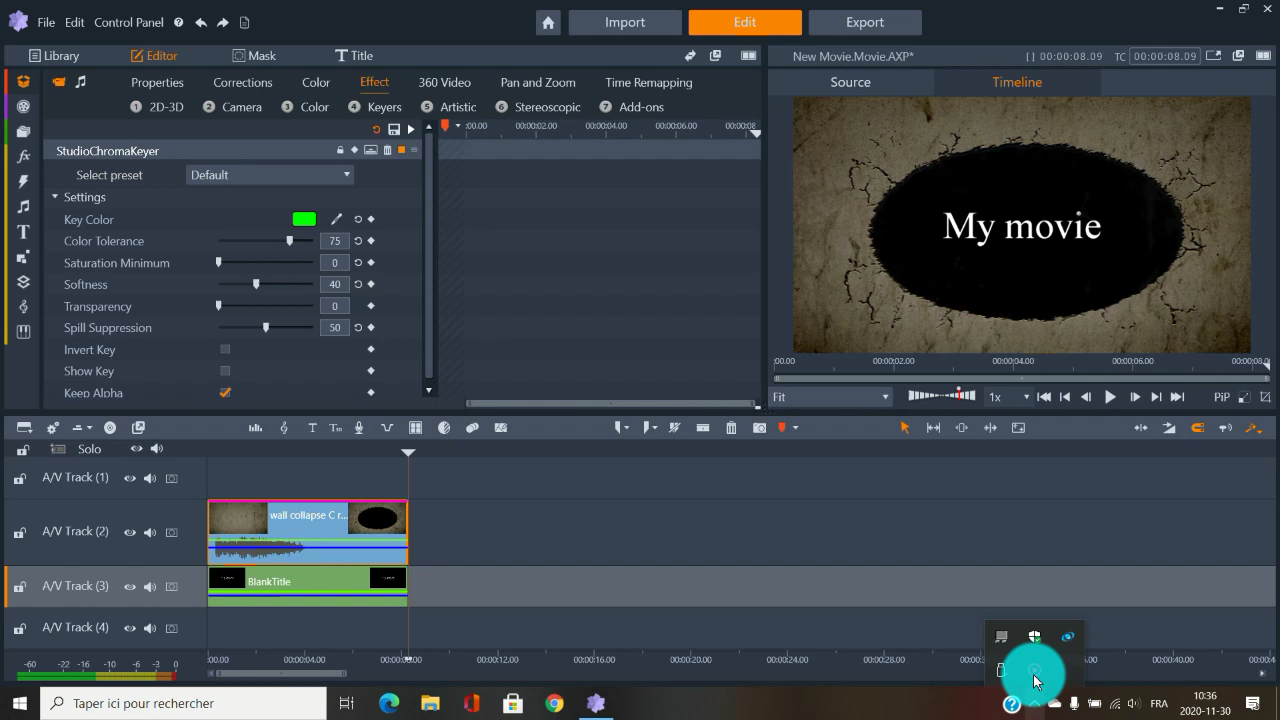 File Edit Control Panel
Import Edit Export
Library Editor Mask Title
New Movie.Movie.AXP* [] 00:00:08.09 TC 00:00:08.09
Properties Corrections Color Effect 360 Video Pan and Zoom Time Remapping
Source Timeline
1 2D-3D 2 Camera 3 Color 4 Keyers 5 Artistic 6 Stereoscopic 7 Add-ons
:00.00 00:00:02.00 00:00:04.00 00:00:06.00 00:00:08
StudioChromaKeyer
Select preset Default
Settings
Key Color
Color Tolerance 75
Saturation Minimum 0
Softness 40
Transparency 0
Spill Suppression 50
Invert Key
Show Key
Keep Alpha
My movie
:00.00 00:00:02.00 00:00:04.00 00:00:06.00 00:00:08.0
Fit 1x PiP
Solo
A/V Track (1)
A/V Track (2) wall collapse C r...
A/V Track (3) BlankTitle
A/V Track (4)
-60 -22 -16 -10 -6 -3 0
:00.00 00:00:04.00 00:00:12.00 00:00:16.00 00:00:20.00 00:00:24.00 00:00:28.00 00:00:32.00 00:00:40.00 00:00:4
Taper ici pour rechercher
FRA
10:36
2020-11-30